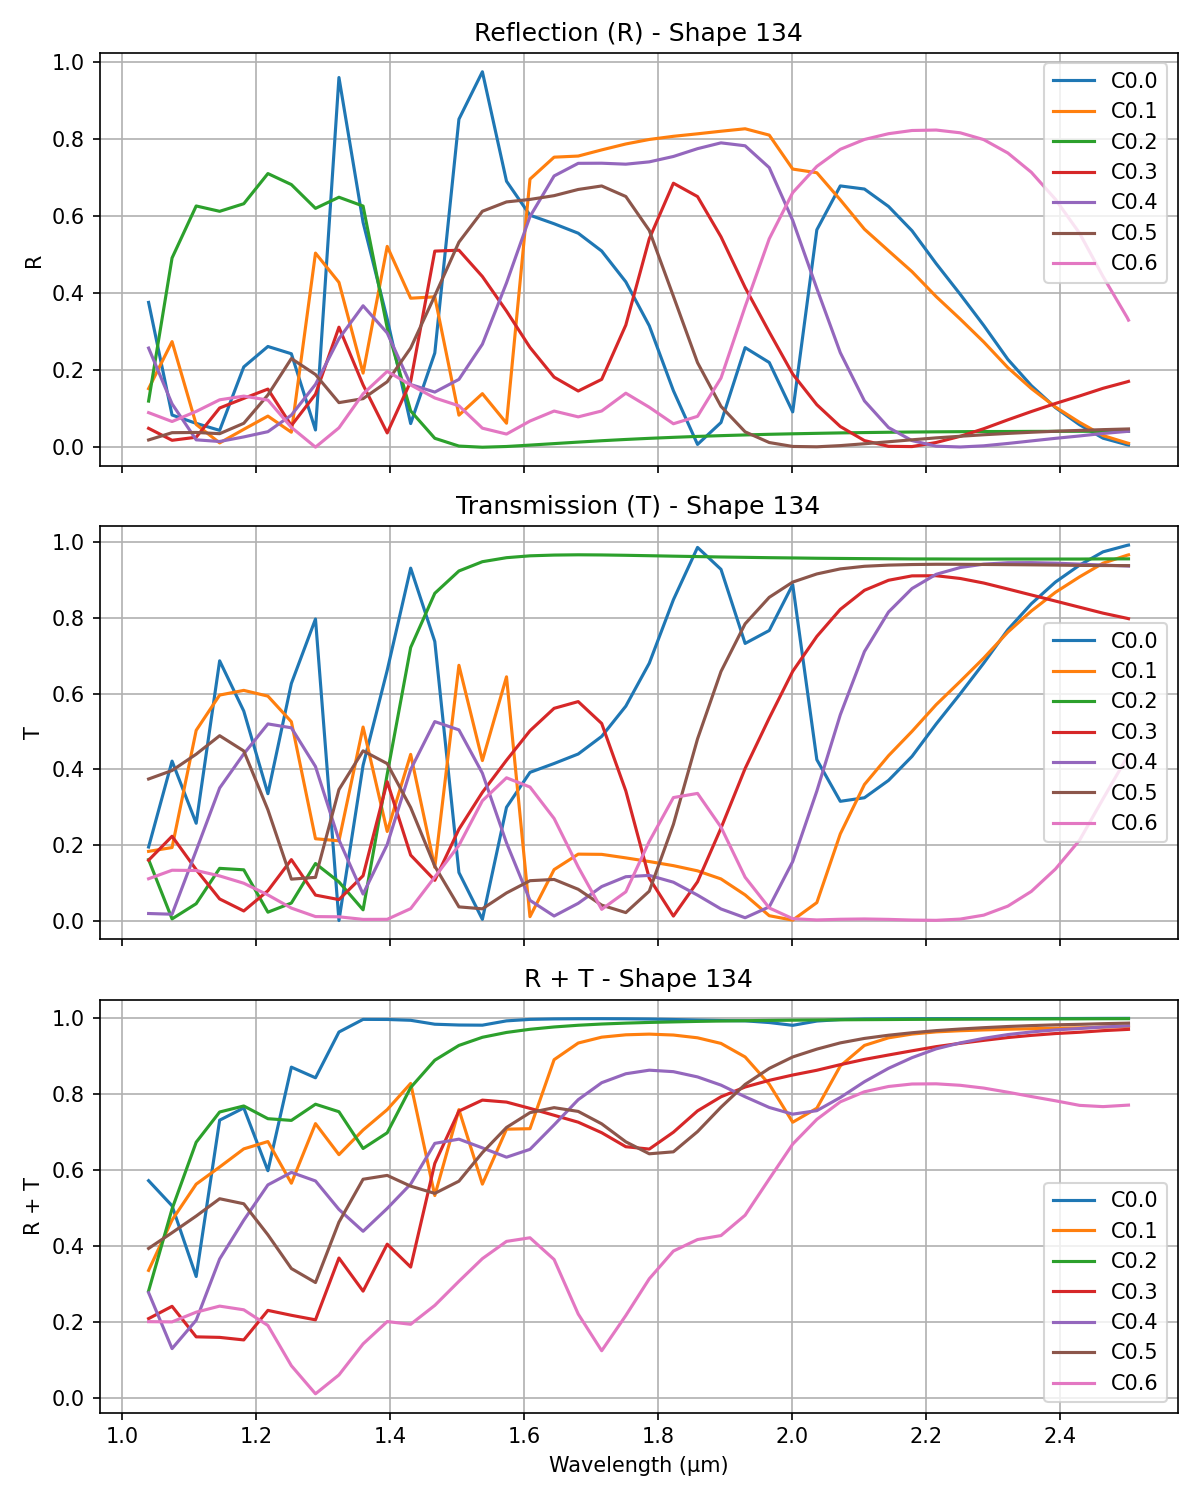 Reflection (R) - Shape 134
1.0
0.8
0.6
0.4
0.2
0.0
R
C0.0
C0.1
C0.2
C0.3
C0.4
C0.5
C0.6
Transmission (T) - Shape 134
1.0
0.8
0.6
0.4
0.2
0.0
T
C0.0
C0.1
C0.2
C0.3
C0.4
C0.5
C0.6
R + T - Shape 134
1.0
0.8
0.6
0.4
0.2
0.0
R + T
C0.0
C0.1
C0.2
C0.3
C0.4
C0.5
C0.6
1.0 1.2 1.4 1.6 1.8 2.0 2.2 2.4
Wavelength (μm)